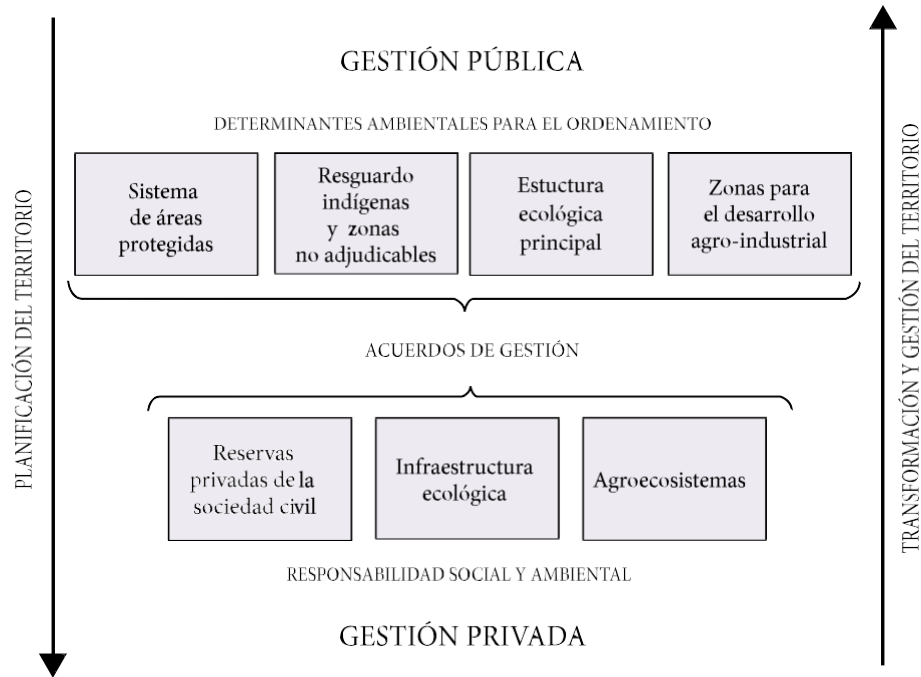 GESTIÓN PÚBLICA
DETERMINANTES AMBIENTALES PARA EL ORDENAMIENTO
Sistema
de áreas
protegidas
Resguardo
indígenas
y zonas
no adjudicables
Estuctura
ecológica
principal
Zonas para
el desarrollo
agro-industrial
PLANIFICACIÓN DEL TERRITORIO
TRANSFORMACIÓN Y GESTIÓN DEL TERRITORIO
ACUERDOS DE GESTIÓN
Reservas
privadas de la
sociedad civil
Infraestructura
ecológica
Agroecosistemas
RESPONSABILIDAD SOCIAL Y AMBIENTAL
GESTIÓN PRIVADA